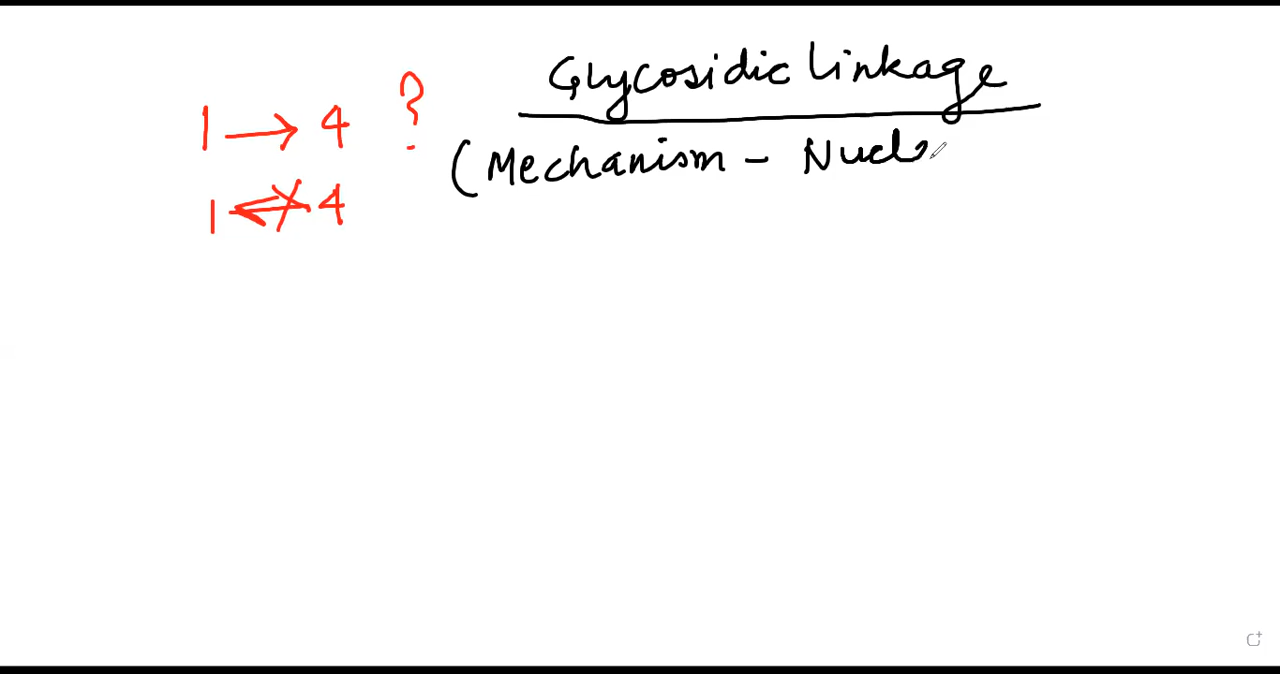 Glycosidic Linkage
1 → 4 ?
(Mechanism - Nucl
1 ← 4